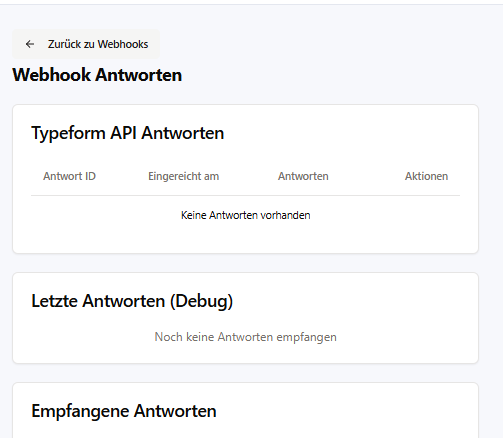 ← Zurück zu Webhooks
Webhook Antworten
Typeform API Antworten
Antwort ID Eingereicht am Antworten Aktionen
Keine Antworten vorhanden
Letzte Antworten (Debug)
Noch keine Antworten empfangen
Empfangene Antworten